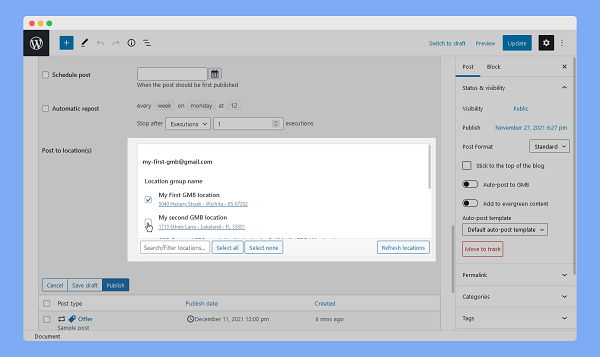 Switch to draft Preview Update
Schedule post
When the post should be first published
Automatic repost every week on monday at 12
Stop after Executions 1 executions
Post to location(s)
my-first-gmb@gmail.com
Location group name
My First GMB location
5040 Henery Street - Wichita - KS 67202
My second GMB location
1713 Ethels Lane - Lakeland - FL 33801
Search/Filter locations... Select all Select none Refresh locations
Cancel Save draft Publish
Post type Publish date Created
Offer December 11, 2021 12:00 pm 6 mins ago
Sample post
Document
Post Block
Status & visibility
Visibility Public
Publish November 27, 2021 6:27 pm
Post Format Standard
Stick to the top of the blog
Auto-post to GMB
Add to evergreen content
Auto-post template
Default auto-post template
Move to trash
Permalink
Categories
Tags